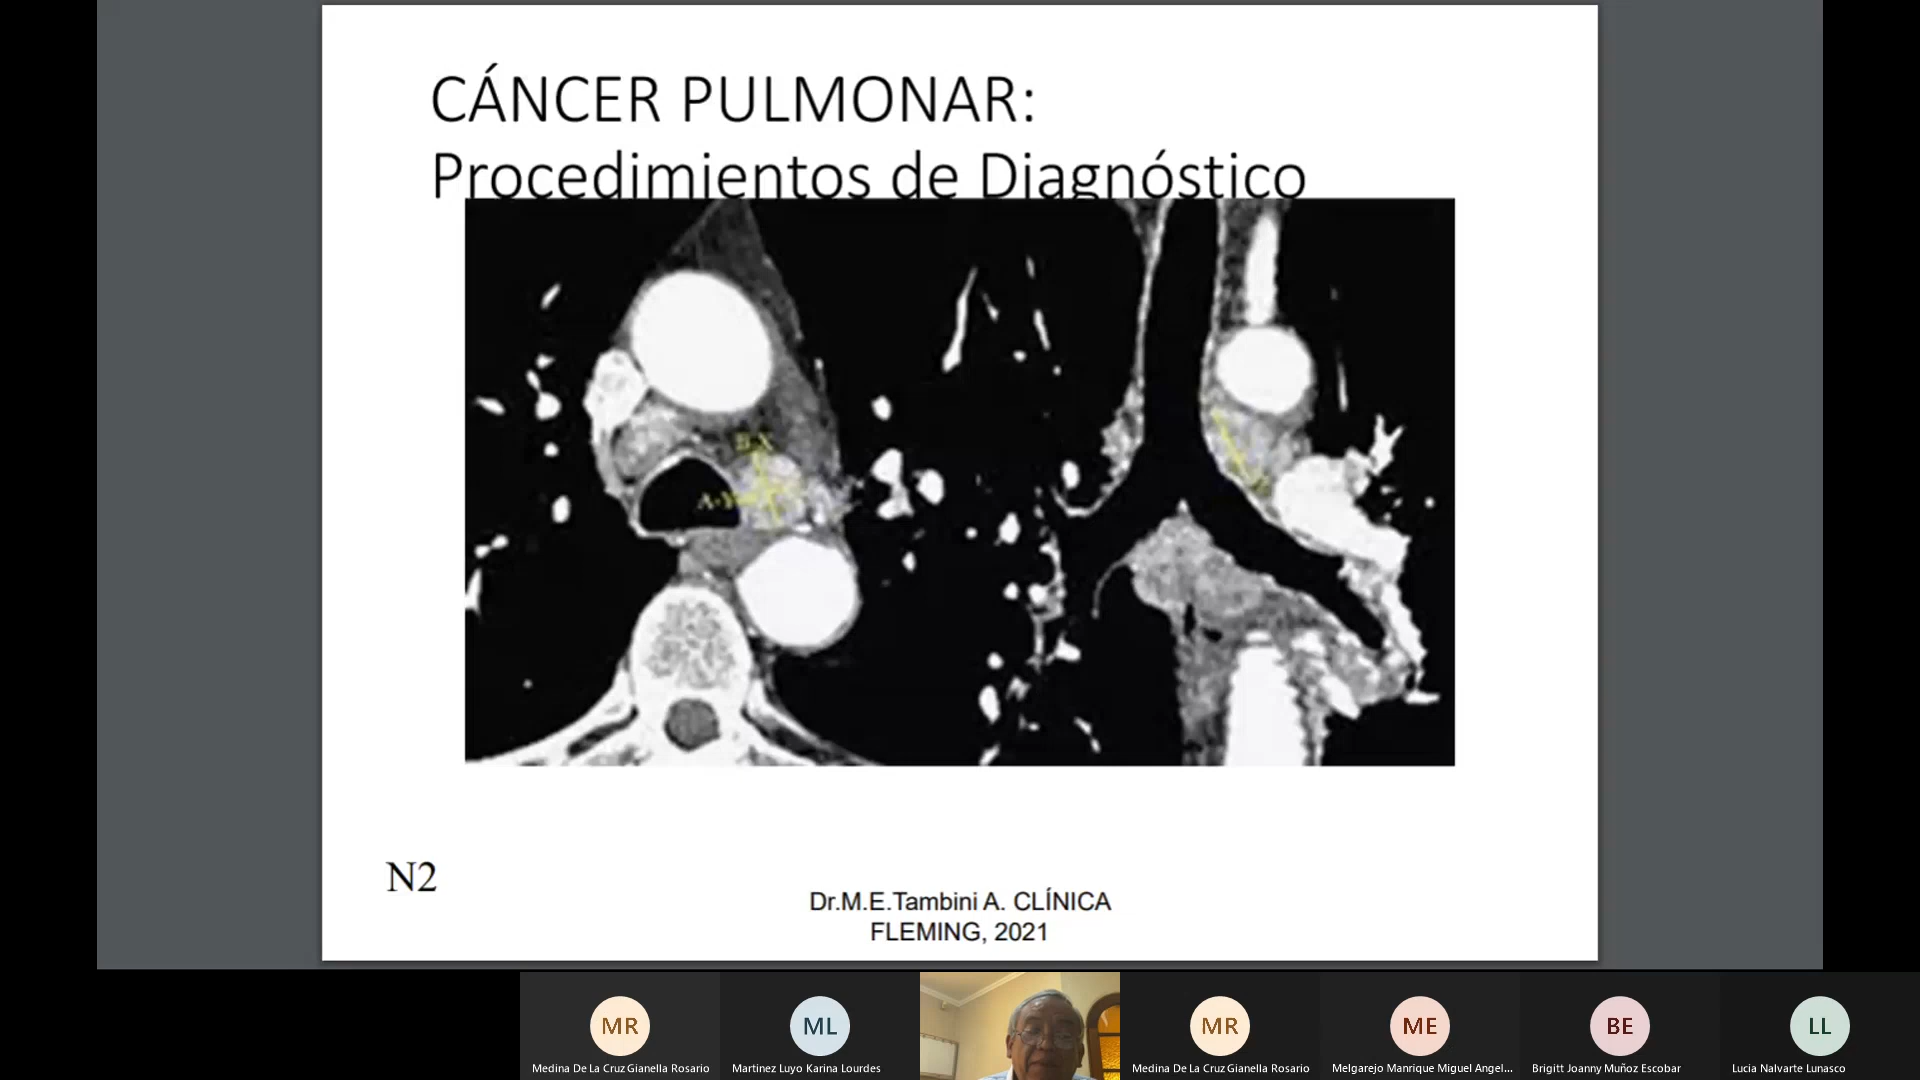 CÁNCER PULMONAR:
Procedimientos de Diagnóstico
N2
Dr.M.E.Tambini A. CLÍNICA
FLEMING, 2021
MR
ML
MR
ME
BE
LL
Medina De La Cruz Gianella Rosario
Martinez Luyo Karina Lourdes
Medina De La Cruz Gianella Rosario
Melgarejo Manrique Miguel Angel...
Brigitt Joanny Muñoz Escobar
Lucia Nalvarte Lunasco